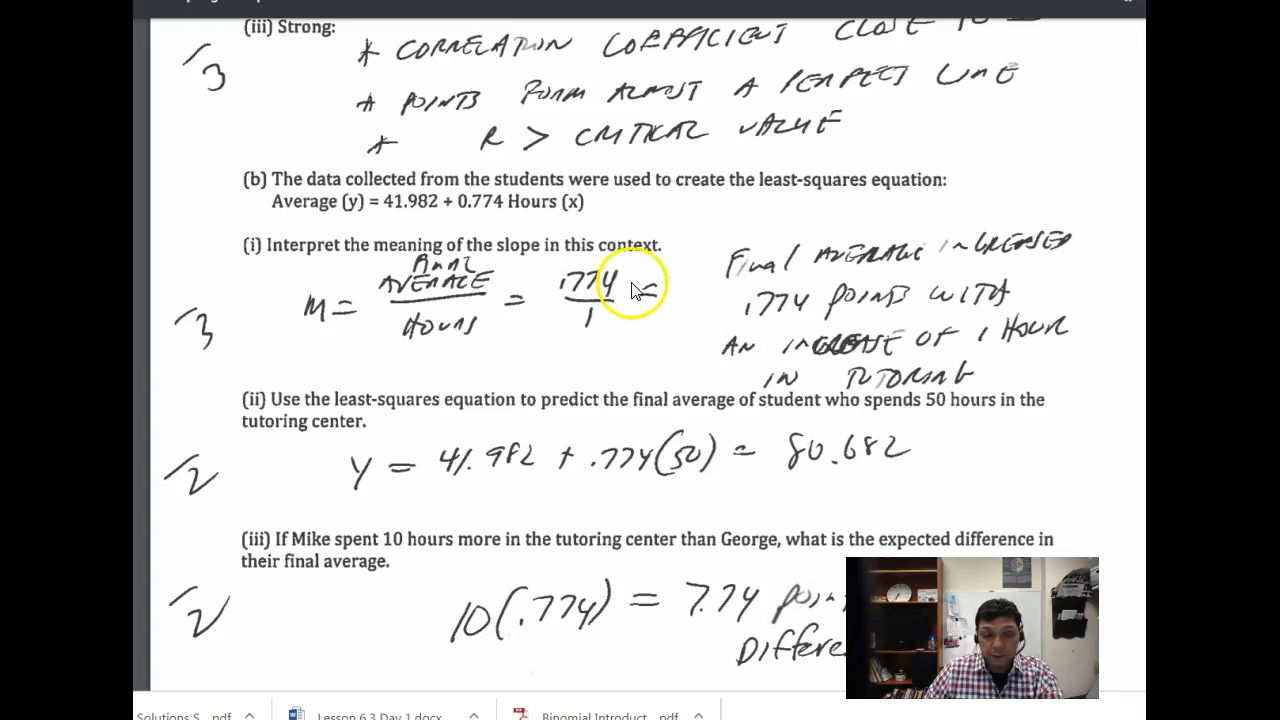 (iii) Strong:
* CORRELATION COEFFICIENT CLOSE TO
* POINTS FORM ALMOST A PERFECT LINE
* R > CRITICAL VALUE
/3
(b) The data collected from the students were used to create the least-squares equation:
Average (y) = 41.982 + 0.774 Hours (x)
(i) Interpret the meaning of the slope in this context.
M = FINAL AVERAGE / HOURS = .774 / 1 =
Final AVERAGE INCREASED
.774 POINTS WITH
AN INCREASE OF 1 HOUR
IN TUTORING
/3
(ii) Use the least-squares equation to predict the final average of student who spends 50 hours in the
tutoring center.
Y = 41.982 + .774(50) = 80.682
/2
(iii) If Mike spent 10 hours more in the tutoring center than George, what is the expected difference in
their final average.
10(.774) = 7.74 poin
Differe
/2
Solutions S....pdf
Lesson 6.3 Day 1.docx
Binomial Introduct....pdf